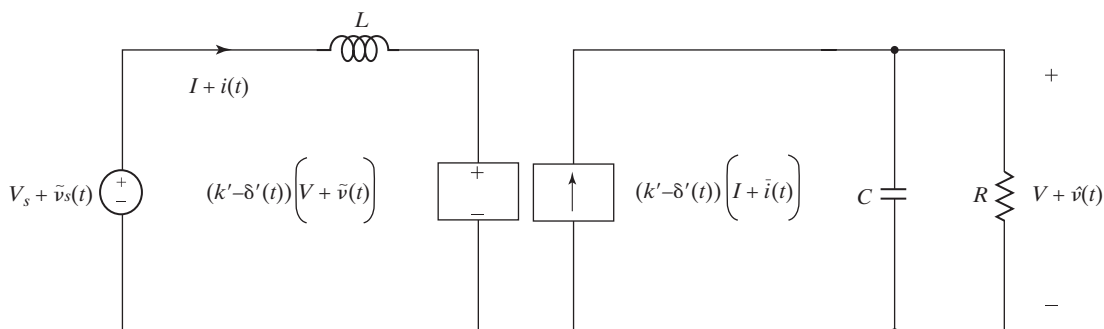 L
I + i(t)
+
V_s + ṽs(t)
+
−
(k′–δ′(t)) (V + ṽ(t))
+
−
(k′–δ′(t)) (I + ī(t))
C
R
V + v̂(t)
−